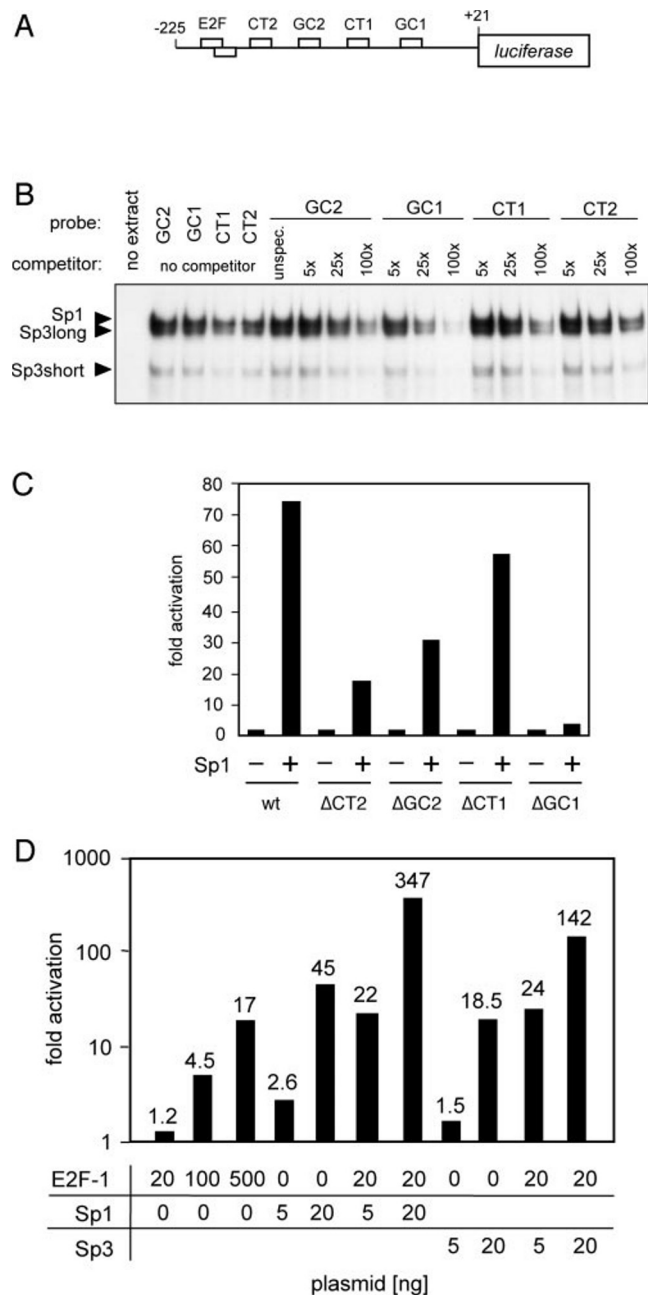 A
-225
E2F CT2 GC2 CT1 GC1
+21
luciferase
B
probe:
no extract
GC2 GC1 CT1 CT2
GC2 GC1 CT1 CT2
competitor:
no competitor
unspec. 5x 25x 100x 5x 25x 100x 5x 25x 100x 5x 25x 100x
Sp1
Sp3long
Sp3short
C
fold activation
80
70
60
50
40
30
20
10
0
Sp1 – + – + – + – + – +
wt ΔCT2 ΔGC2 ΔCT1 ΔGC1
D
fold activation
1000
100
10
1
1.2 4.5 17 2.6 45 22 347 1.5 18.5 24 142
E2F-1 20 100 500 0 0 20 20 0 0 20 20
Sp1 0 0 0 5 20 5 20
Sp3 5 20 5 20
plasmid [ng]